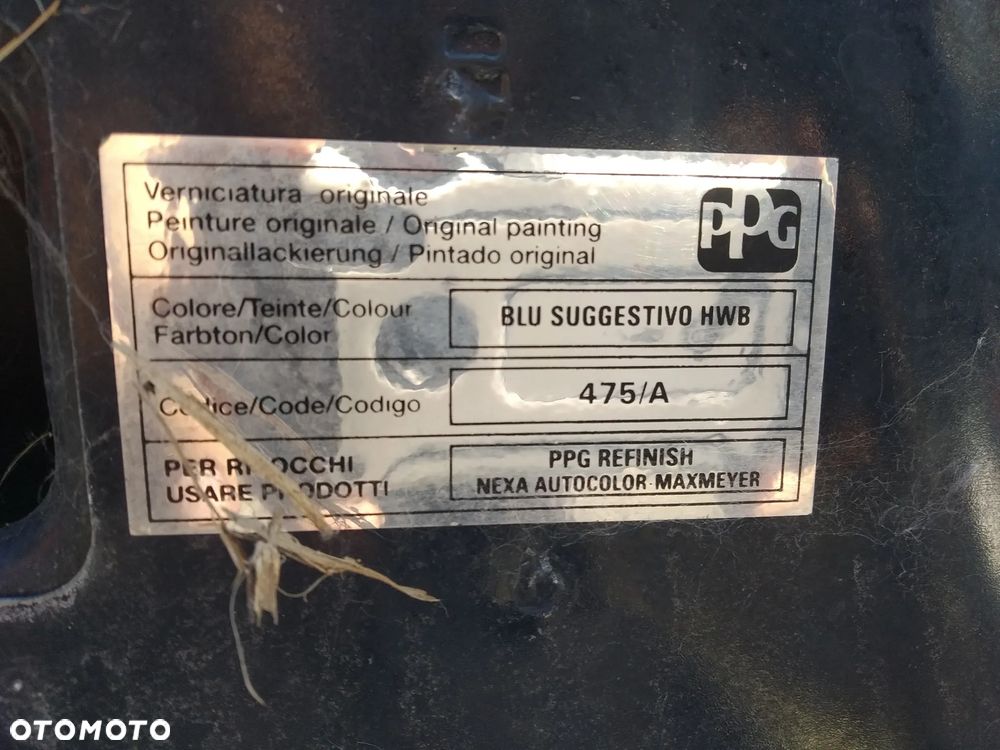 Verniciatura originale
Peinture originale / Original painting
Originallackierung / Pintado original
PPG
Colore/Teinte/Colour
Farbton/Color
BLU SUGGESTIVO HWB
Codice/Code/Codigo
475/A
PER RITOCCHI
USARE PRODOTTI
PPG REFINISH
NEXA AUTOCOLOR-MAXMEYER
OTOMOTO